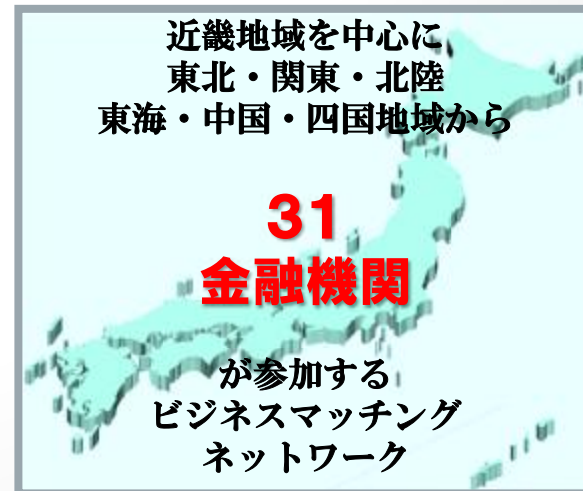 近畿地域を中心に
東北・関東・北陸
東海・中国・四国地域から
31
金融機関
が参加する
ビジネスマッチング
ネットワーク